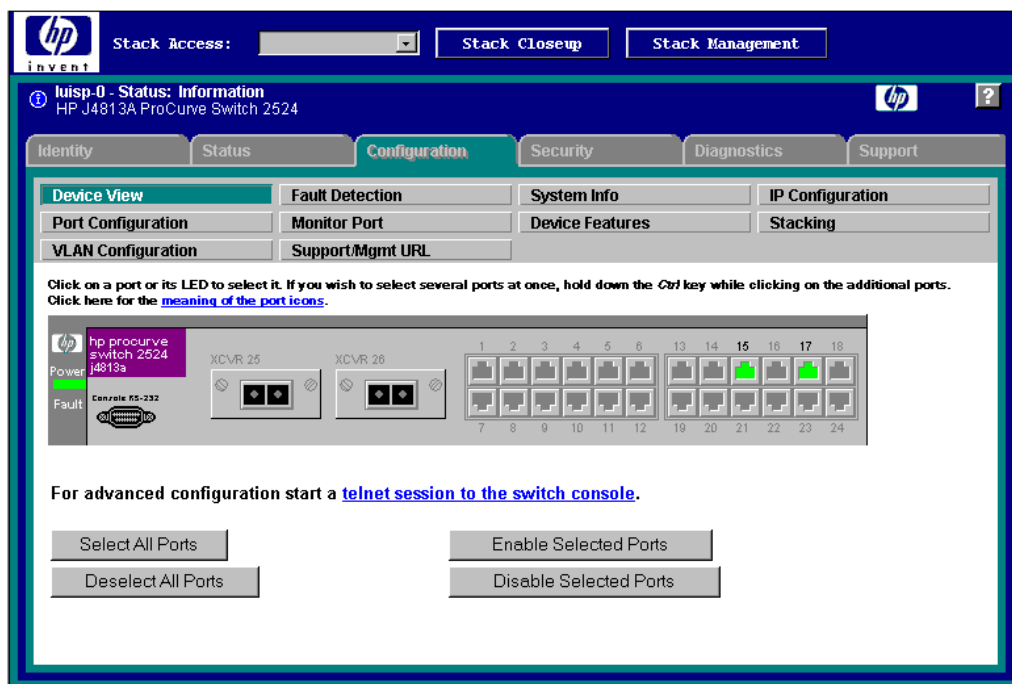 hp
invent
Stack Access:
Stack Closeup
Stack Management
luisp-0 - Status: Information
HP J4813A ProCurve Switch 2524
hp
?
Identity
Status
Configuration
Security
Diagnostics
Support
Device View
Fault Detection
System Info
IP Configuration
Port Configuration
Monitor Port
Device Features
Stacking
VLAN Configuration
Support/Mgmt URL
Click on a port or its LED to select it. If you wish to select several ports at once, hold down the Ctrl key while clicking on the additional ports.
Click here for the meaning of the port icons.
hp
hp procurve
switch 2524
j4813a
Power
Fault
Console RS-232
XCVR 25
XCVR 26
1 2 3 4 5 6 13 14 15 16 17 18
7 8 9 10 11 12 19 20 21 22 23 24
For advanced configuration start a telnet session to the switch console.
Select All Ports
Enable Selected Ports
Deselect All Ports
Disable Selected Ports